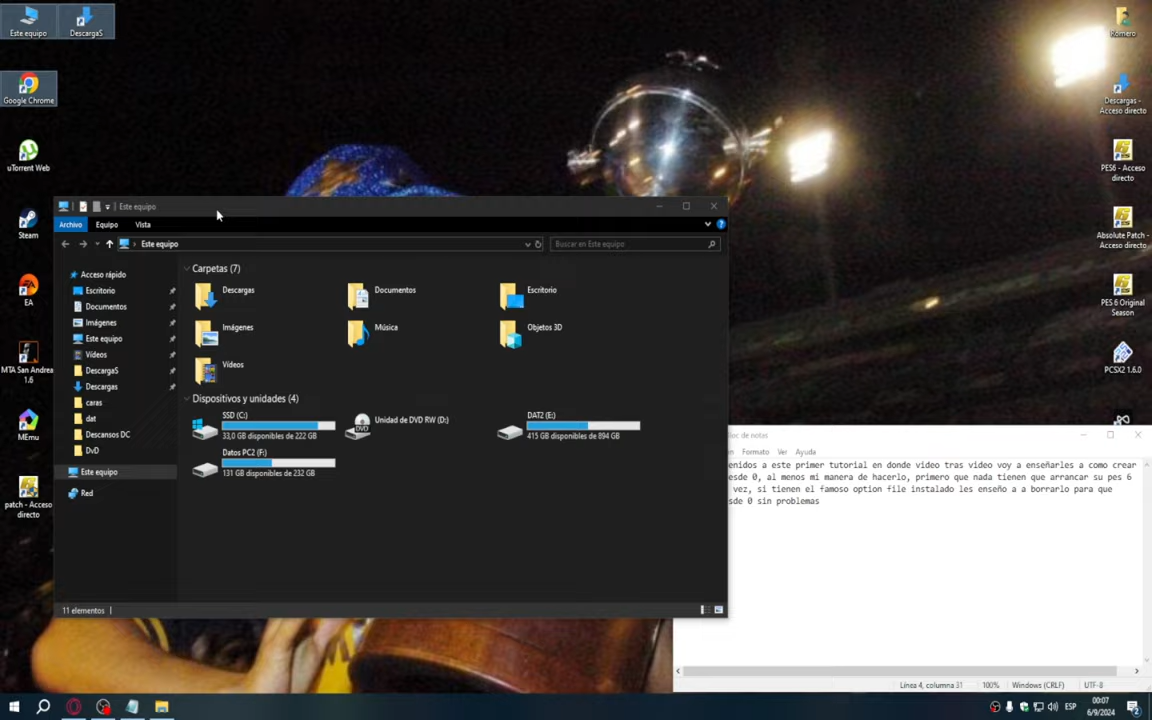 Este equipo
DescargaS
Google Chrome
uTorrent Web
Steam
EA
MTA San Andrea
1.6
MEmu
patch - Acceso
directo
Romero
Descargas -
Acceso directo
PES6 - Acceso
directo
Absolute Patch -
Acceso directo
PES 6 Original
Season
PCSX2 1.6.0
Este equipo
Archivo Equipo Vista
Este equipo
Buscar en Este equipo
Acceso rápido
Escritorio
Documentos
Imágenes
Este equipo
Vídeos
DescargaS
Descargas
caras
dat
Descansos DC
DvD
Este equipo
Red
Carpetas (7)
Descargas
Documentos
Escritorio
Imágenes
Música
Objetos 3D
Vídeos
Dispositivos y unidades (4)
SSD (C:)
33,0 GB disponibles de 222 GB
Unidad de DVD RW (D:)
DVD
DAT2 (E:)
415 GB disponibles de 894 GB
Datos PC2 (F:)
131 GB disponibles de 232 GB
11 elementos
loc de notas
Formato Ver Ayuda
enidos a este primer tutorial en donde video tras video voy a enseñarles a como crear
esde 0, al menos mi manera de hacerlo, primero que nada tienen que arrancar su pes 6
vez, si tienen el famoso option file instalado les enseño a a borrarlo para que
sde 0 sin problemas
Línea 4, columna 31 100% Windows (CRLF) UTF-8
ESP
00:07
6/9/2024
2